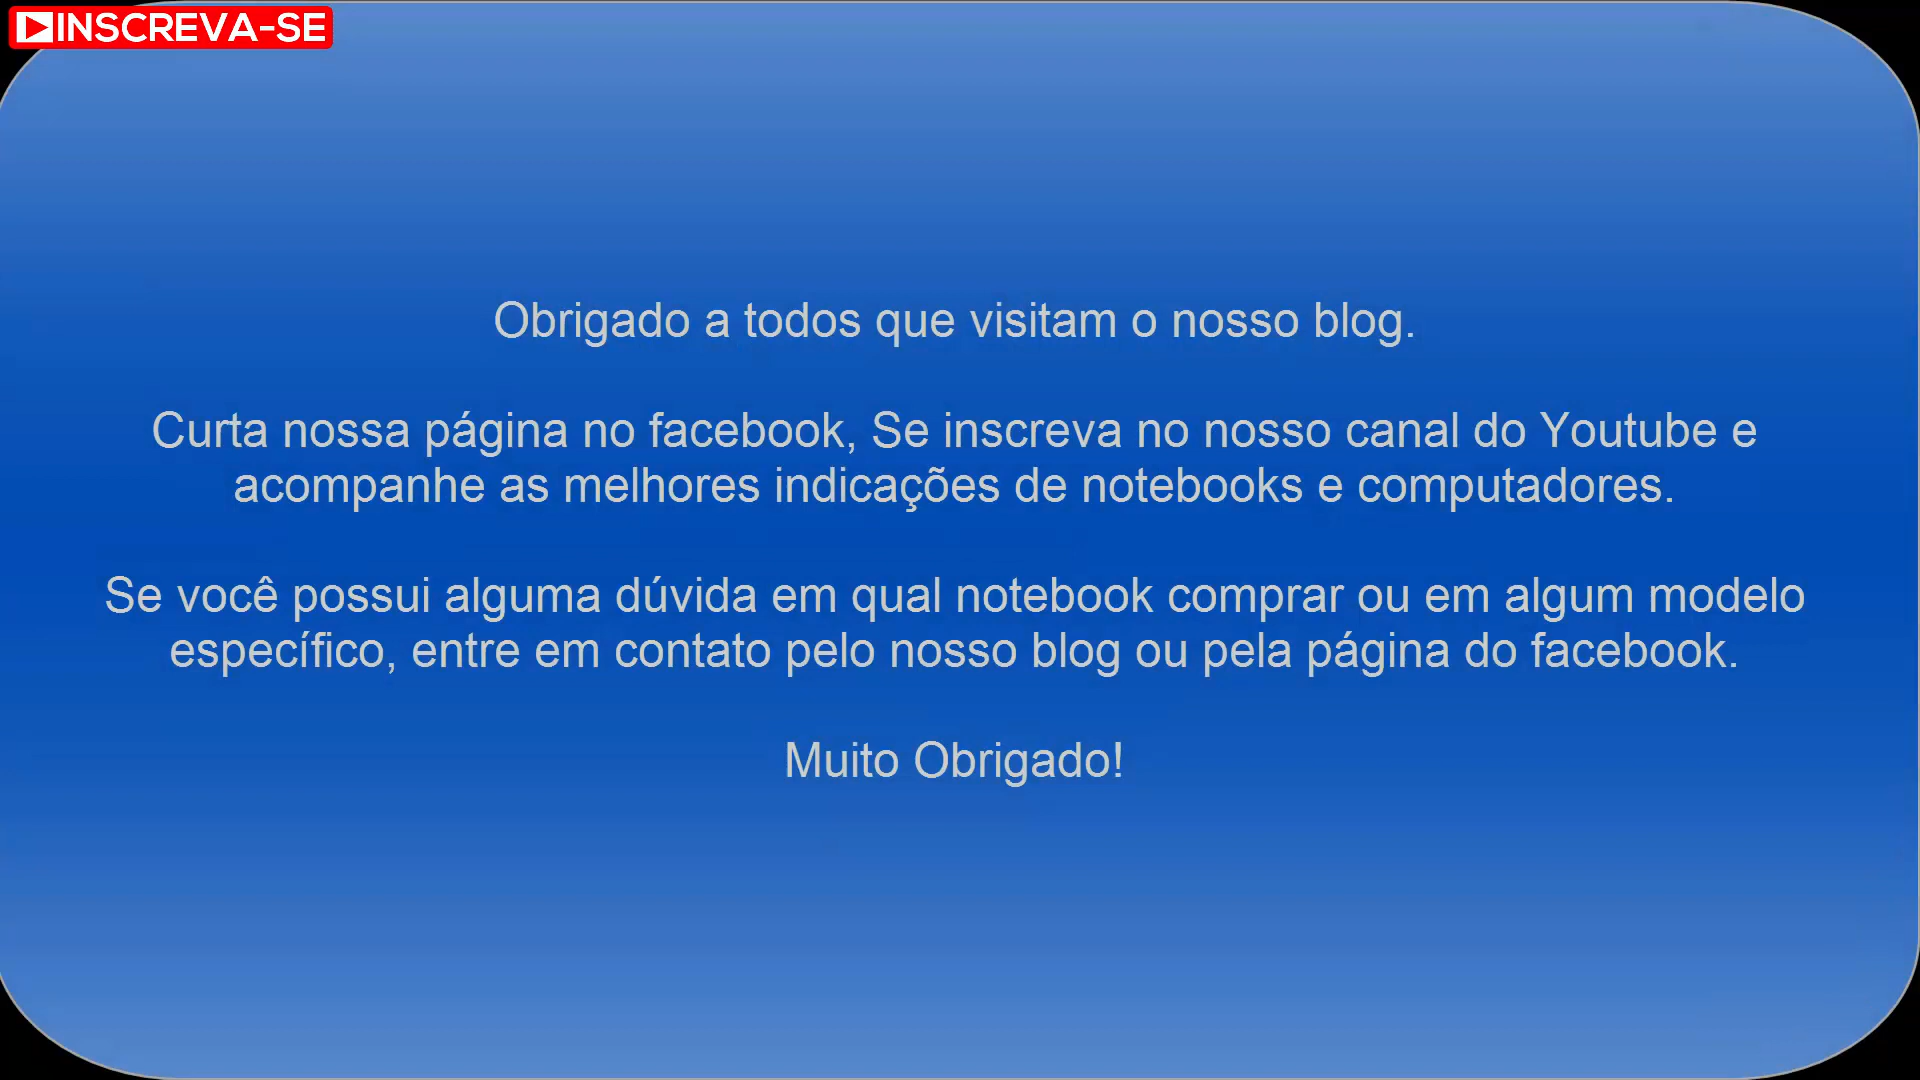 INSCREVA-SE
Obrigado a todos que visitam o nosso blog.
Curta nossa página no facebook, Se inscreva no nosso canal do Youtube e
acompanhe as melhores indicações de notebooks e computadores.
Se você possui alguma dúvida em qual notebook comprar ou em algum modelo
específico, entre em contato pelo nosso blog ou pela página do facebook.
Muito Obrigado!